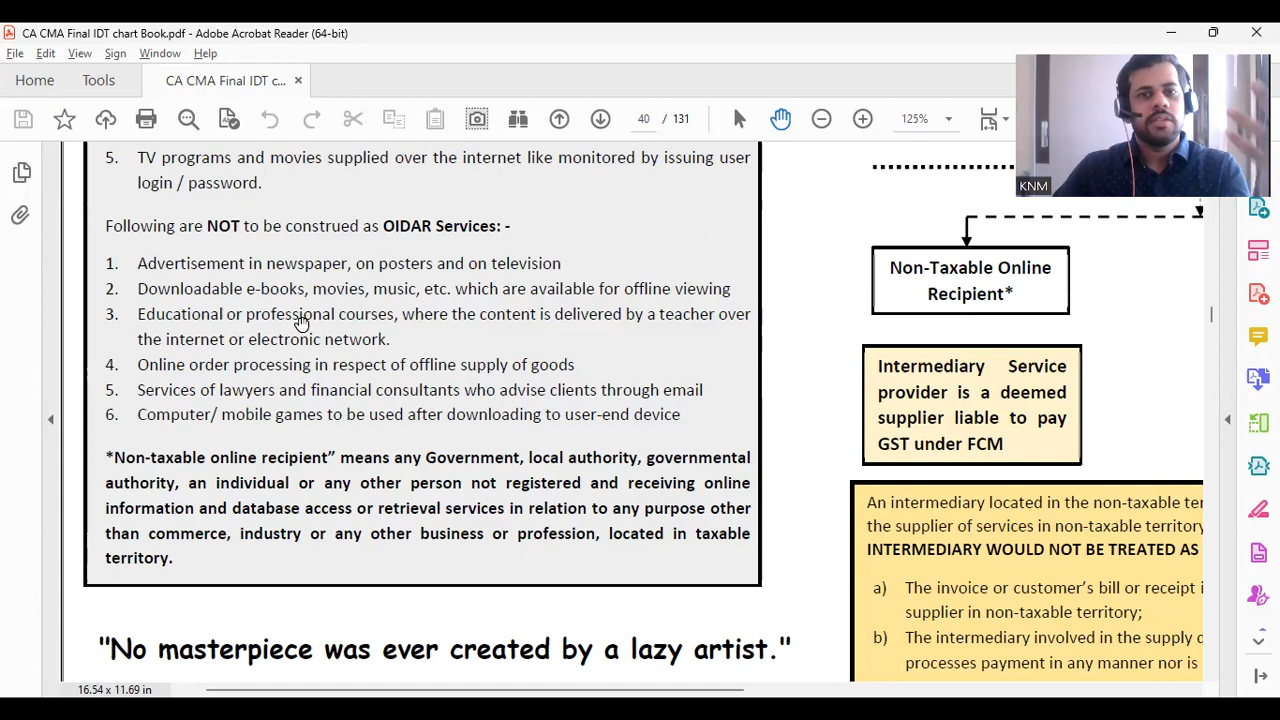 CA CMA Final IDT chart Book.pdf - Adobe Acrobat Reader (64-bit)
File Edit View Sign Window Help
Home Tools CA CMA Final IDT c...
40 / 131 125%
KNM
5. TV programs and movies supplied over the internet like monitored by issuing user
login / password.
Following are NOT to be construed as OIDAR Services: -
1. Advertisement in newspaper, on posters and on television
2. Downloadable e-books, movies, music, etc. which are available for offline viewing
3. Educational or professional courses, where the content is delivered by a teacher over
the internet or electronic network.
4. Online order processing in respect of offline supply of goods
5. Services of lawyers and financial consultants who advise clients through email
6. Computer/ mobile games to be used after downloading to user-end device
*Non-taxable online recipient” means any Government, local authority, governmental
authority, an individual or any other person not registered and receiving online
information and database access or retrieval services in relation to any purpose other
than commerce, industry or any other business or profession, located in taxable
territory.
"No masterpiece was ever created by a lazy artist."
Non-Taxable Online
Recipient*
Intermediary Service
provider is a deemed
supplier liable to pay
GST under FCM
An intermediary located in the non-taxable ter
the supplier of services in non-taxable territory
INTERMEDIARY WOULD NOT BE TREATED AS
a) The invoice or customer’s bill or receipt i
supplier in non-taxable territory;
b) The intermediary involved in the supply
processes payment in any manner nor is
16.54 x 11.69 in